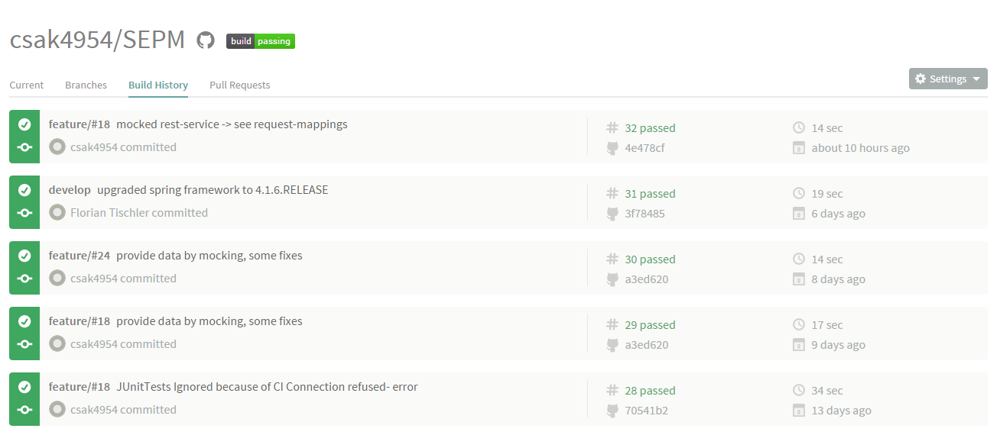 csak4954/SEPM build passing
Current Branches Build History Pull Requests Settings
feature/#18 mocked rest-service -> see request-mappings 32 passed 14 sec
csak4954 committed 4e478cf about 10 hours ago
develop upgraded spring framework to 4.1.6.RELEASE 31 passed 19 sec
Florian Tischler committed 3f78485 6 days ago
feature/#24 provide data by mocking, some fixes 30 passed 14 sec
csak4954 committed a3ed620 8 days ago
feature/#18 provide data by mocking, some fixes 29 passed 17 sec
csak4954 committed a3ed620 9 days ago
feature/#18 JUnitTests Ignored because of CI Connection refused- error 28 passed 34 sec
csak4954 committed 70541b2 13 days ago